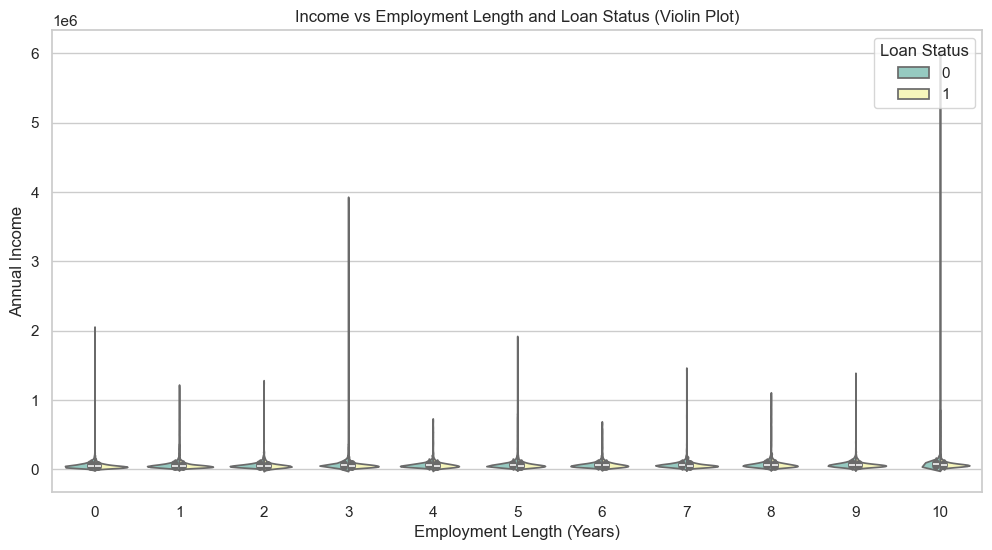 Income vs Employment Length and Loan Status (Violin Plot)
1e6
Loan Status
0
1
6
5
4
3
2
1
0
Annual Income
0 1 2 3 4 5 6 7 8 9 10
Employment Length (Years)